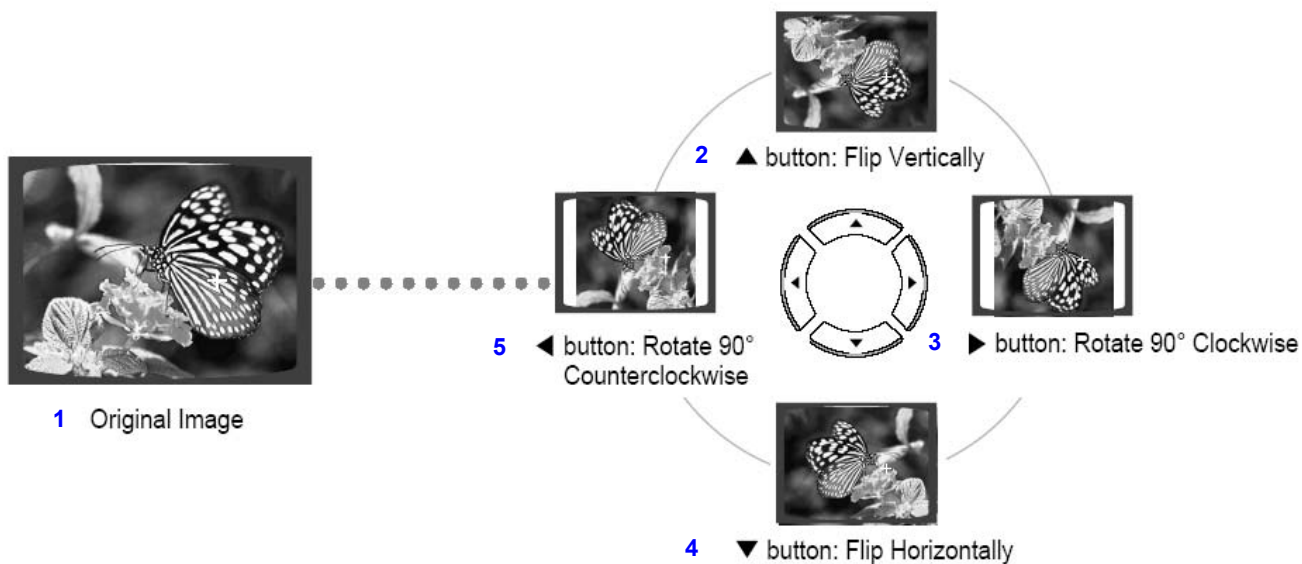 2 ▲ button: Flip Vertically
5 ◀ button: Rotate 90°
Counterclockwise
3 ▶ button: Rotate 90° Clockwise
1 Original Image
4 ▼ button: Flip Horizontally